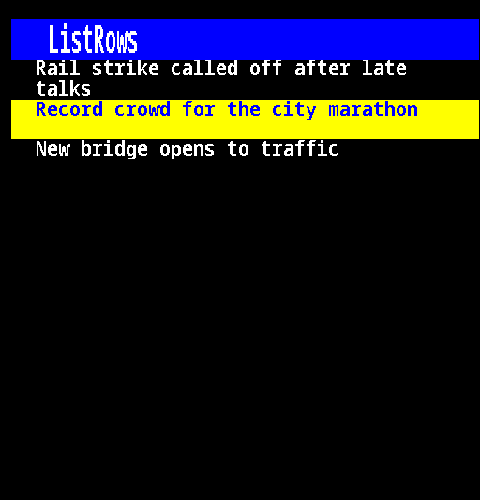 ListRows
Rail strike called off after late
talks
Record crowd for the city marathon
New bridge opens to traffic